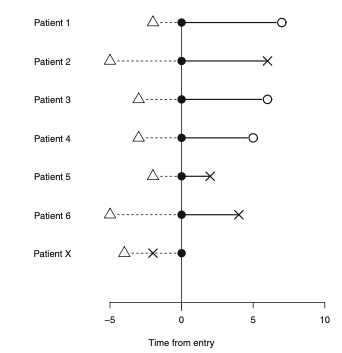 Patient 1
Patient 2
Patient 3
Patient 4
Patient 5
Patient 6
Patient X
−5 0 5 10
Time from entry